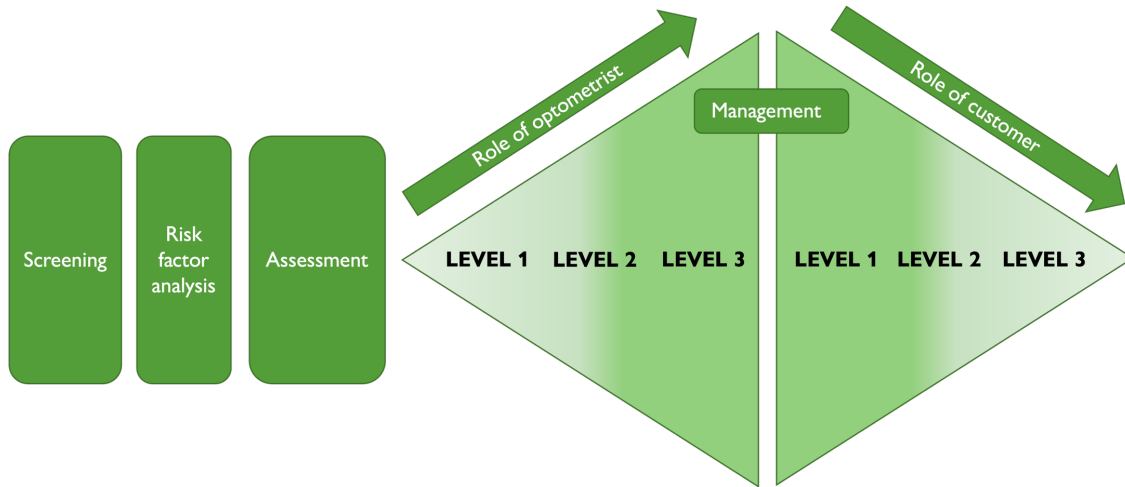 Screening
Risk
factor
analysis
Assessment
Role of optometrist
Management
Role of customer
LEVEL 1 LEVEL 2 LEVEL 3
LEVEL 1 LEVEL 2 LEVEL 3